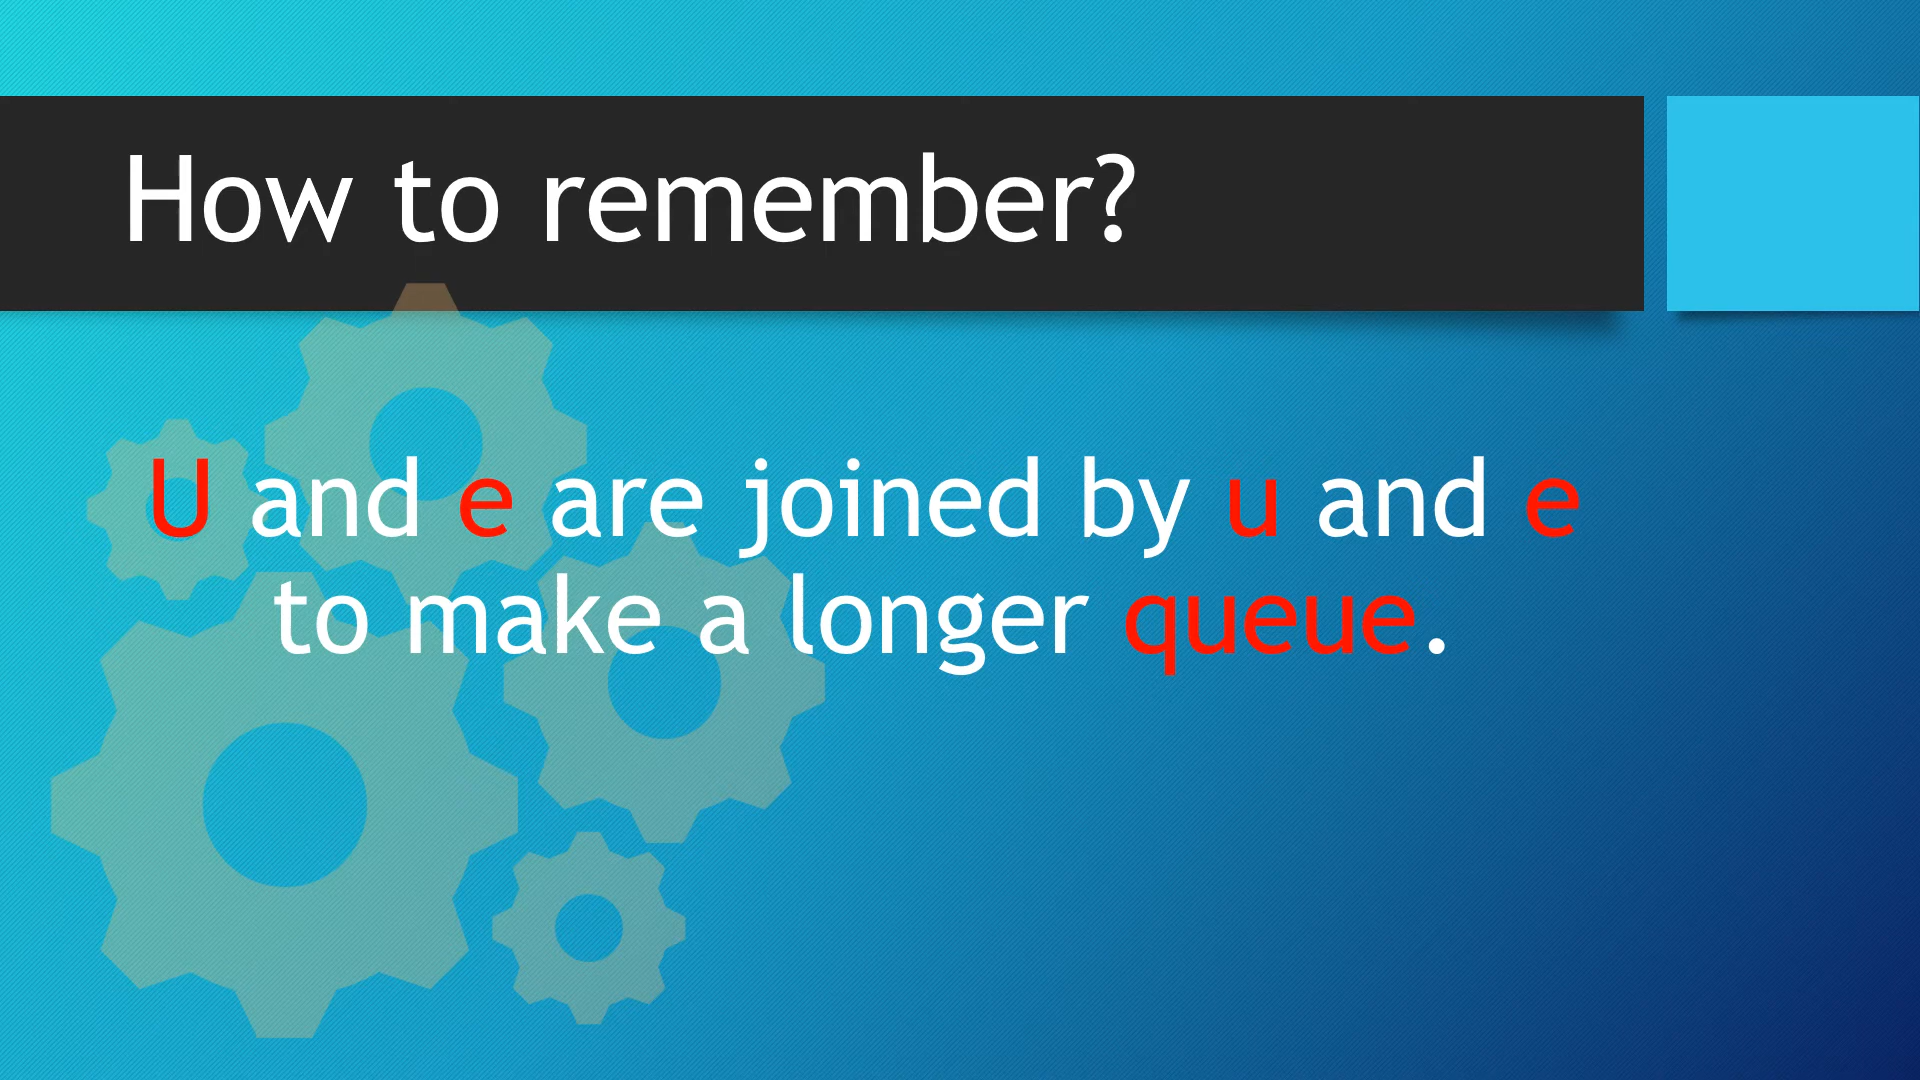 How to remember?
U and e are joined by u and e
to make a longer queue.